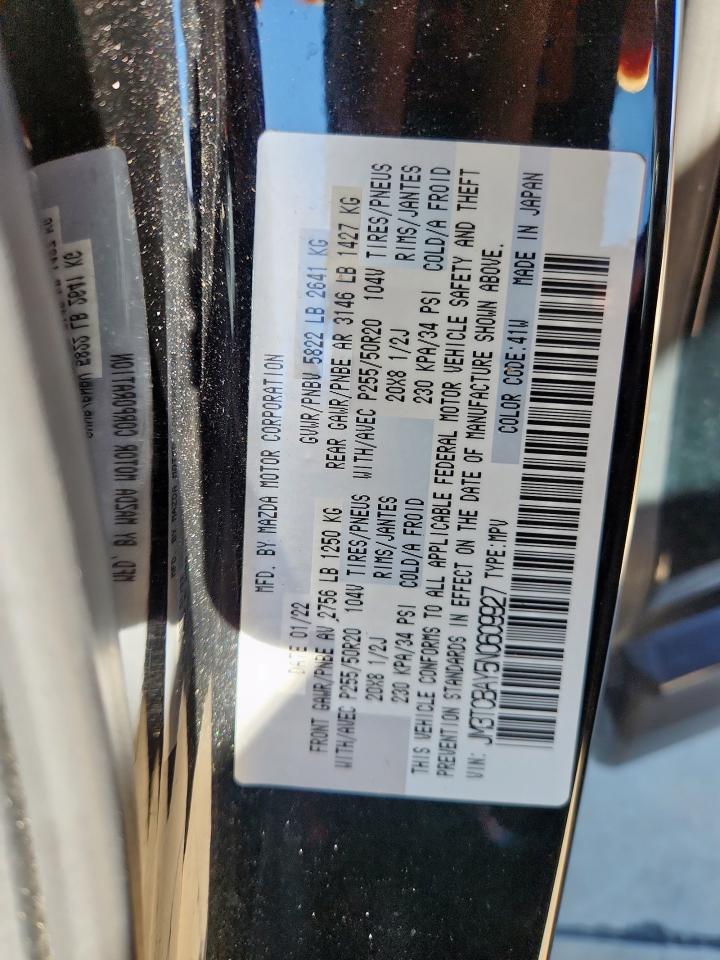 MFD. BY MAZDA MOTOR CORPORATION
DATE 01/22 GVWR/PNBV 5822 LB 2641 KG
FRONT GAWR/PNBE AV 2756 LB 1250 KG REAR GAWR/PNBE AR 3146 LB 1427 KG
WITH/AVEC P255/50R20 104V TIRES/PNEUS WITH/AVEC P255/50R20 104V TIRES/PNEUS
20X8 1/2J RIMS/JANTES 20X8 1/2J RIMS/JANTES
230 KPA/34 PSI COLD/A FROID 230 KPA/34 PSI COLD/A FROID
THIS VEHICLE CONFORMS TO ALL APPLICABLE FEDERAL MOTOR VEHICLE SAFETY AND THEFT
PREVENTION STANDARDS IN EFFECT ON THE DATE OF MANUFACTURE SHOWN ABOVE.
VIN: JM3TCBAY5N0609927 TYPE:MPV COLOR CODE:41W MADE IN JAPAN